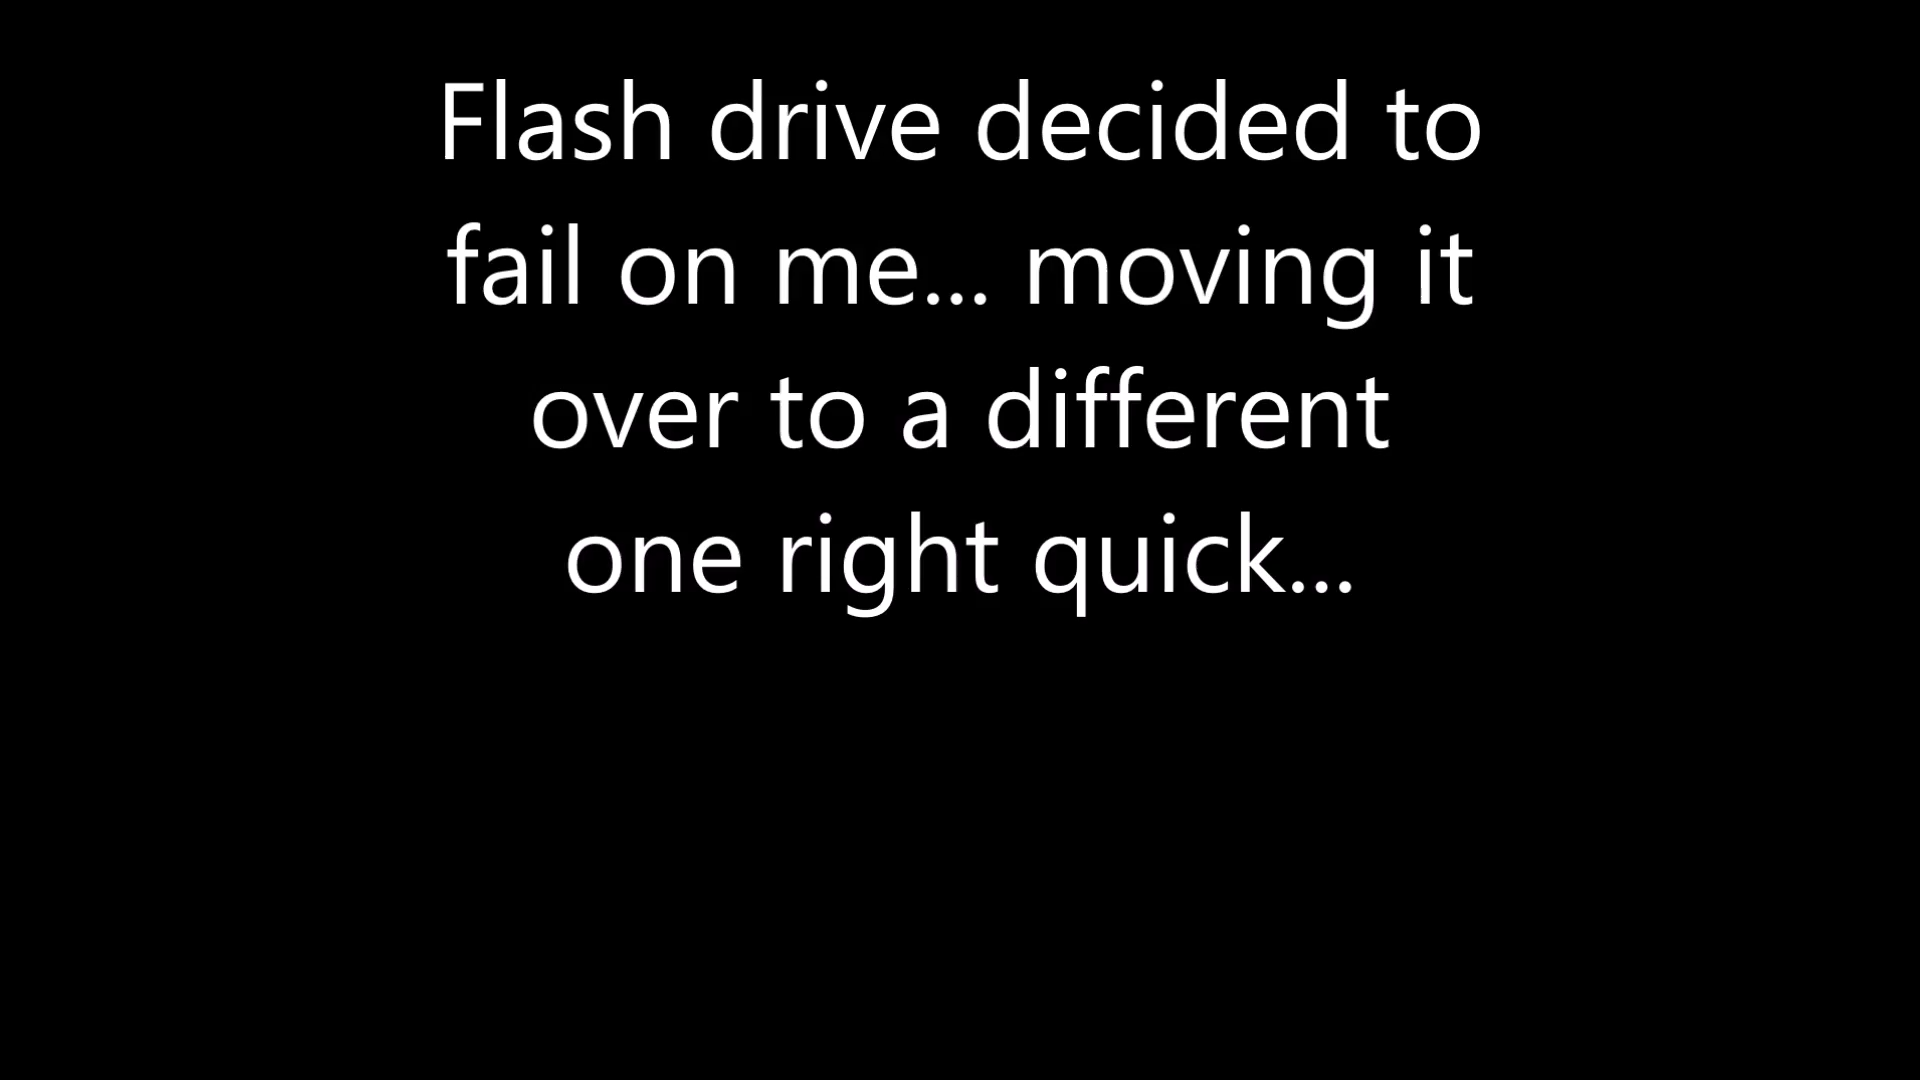 Flash drive decided to
fail on me... moving it
over to a different
one right quick...